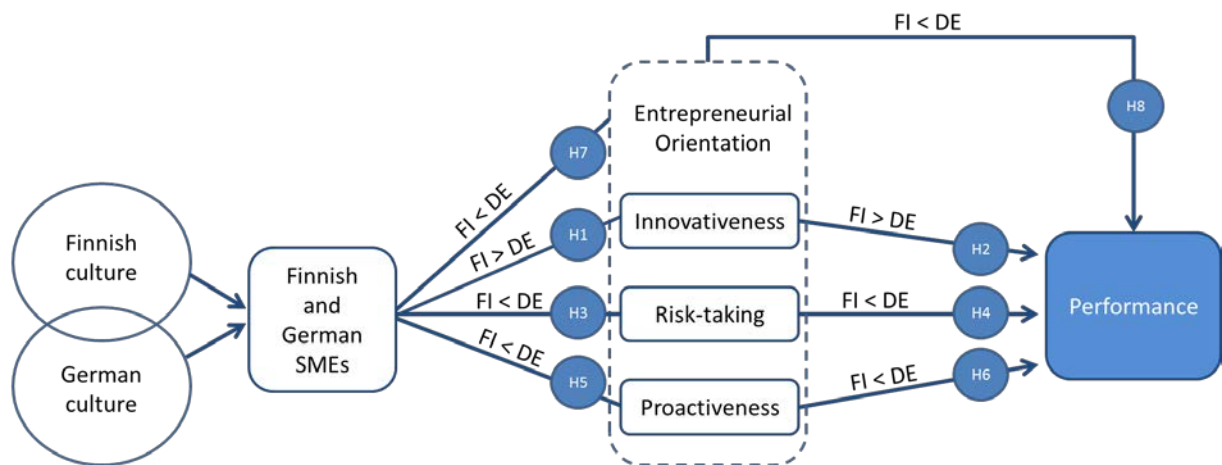 Finnish
culture
German
culture
Finnish
and
German
SMEs
FI < DE
H7
FI > DE
H1
FI < DE
H3
FI < DE
H5
Entrepreneurial
Orientation
Innovativeness
Risk-taking
Proactiveness
FI < DE
H8
FI > DE
H2
FI < DE
H4
FI < DE
H6
Performance